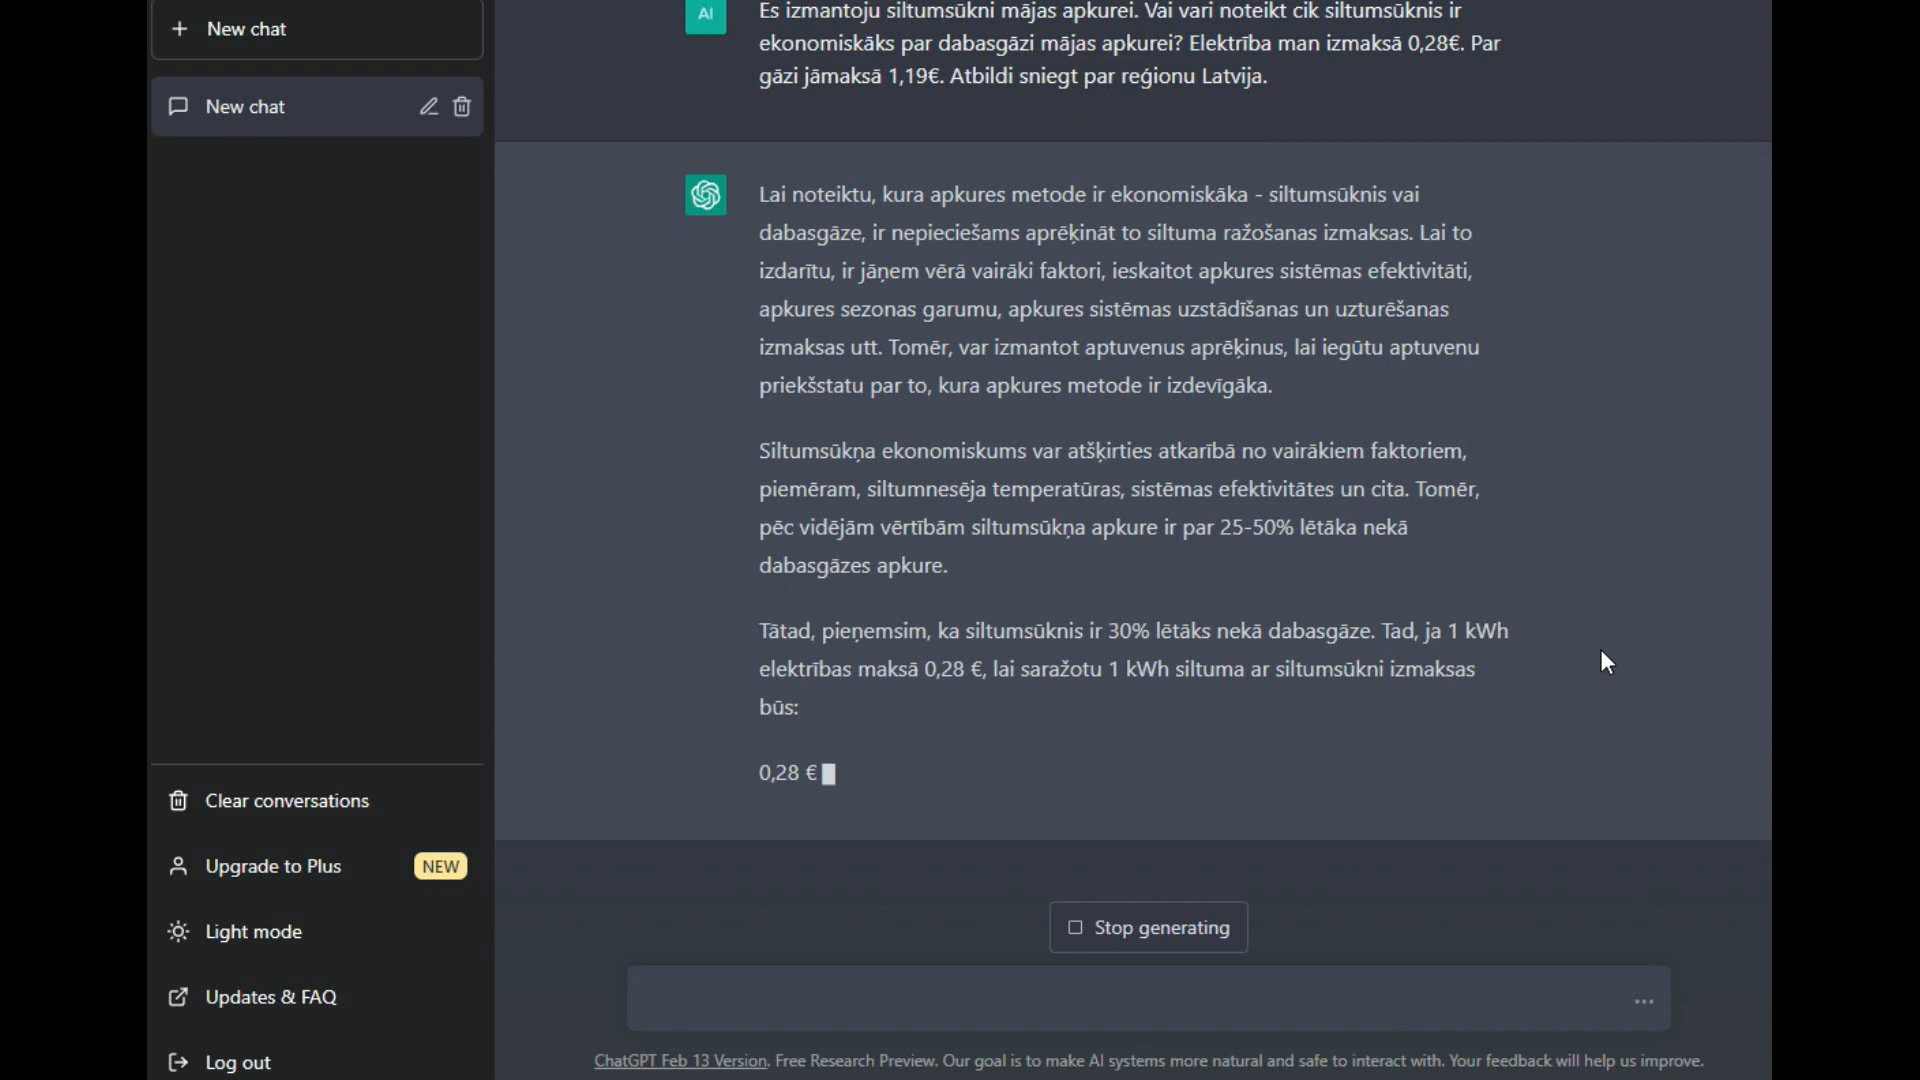 New chat
New chat
Clear conversations
Upgrade to Plus NEW
Light mode
Updates & FAQ
Log out
AI
Es izmantoju siltumsūkni mājas apkurei. Vai vari noteikt cik siltumsūknis ir
ekonomiskāks par dabasgāzi mājas apkurei? Elektrība man izmaksā 0,28€. Par
gāzi jāmaksā 1,19€. Atbildi sniegt par reģionu Latvija.
Lai noteiktu, kura apkures metode ir ekonomiskāka - siltumsūknis vai
dabasgāze, ir nepieciešams aprēķināt to siltuma ražošanas izmaksas. Lai to
izdarītu, ir jāņem vērā vairāki faktori, ieskaitot apkures sistēmas efektivitāti,
apkures sezonas garumu, apkures sistēmas uzstādīšanas un uzturēšanas
izmaksas utt. Tomēr, var izmantot aptuvenus aprēķinus, lai iegūtu aptuvenu
priekšstatu par to, kura apkures metode ir izdevīgāka.
Siltumsūkņa ekonomiskums var atšķirties atkarībā no vairākiem faktoriem,
piemēram, siltumnesēja temperatūras, sistēmas efektivitātes un cita. Tomēr,
pēc vidējām vērtībām siltumsūkņa apkure ir par 25-50% lētāka nekā
dabasgāzes apkure.
Tātad, pieņemsim, ka siltumsūknis ir 30% lētāks nekā dabasgāze. Tad, ja 1 kWh
elektrības maksā 0,28 €, lai saražotu 1 kWh siltuma ar siltumsūkni izmaksas
būs:
0,28 €
Stop generating
ChatGPT Feb 13 Version. Free Research Preview. Our goal is to make AI systems more natural and safe to interact with. Your feedback will help us improve.